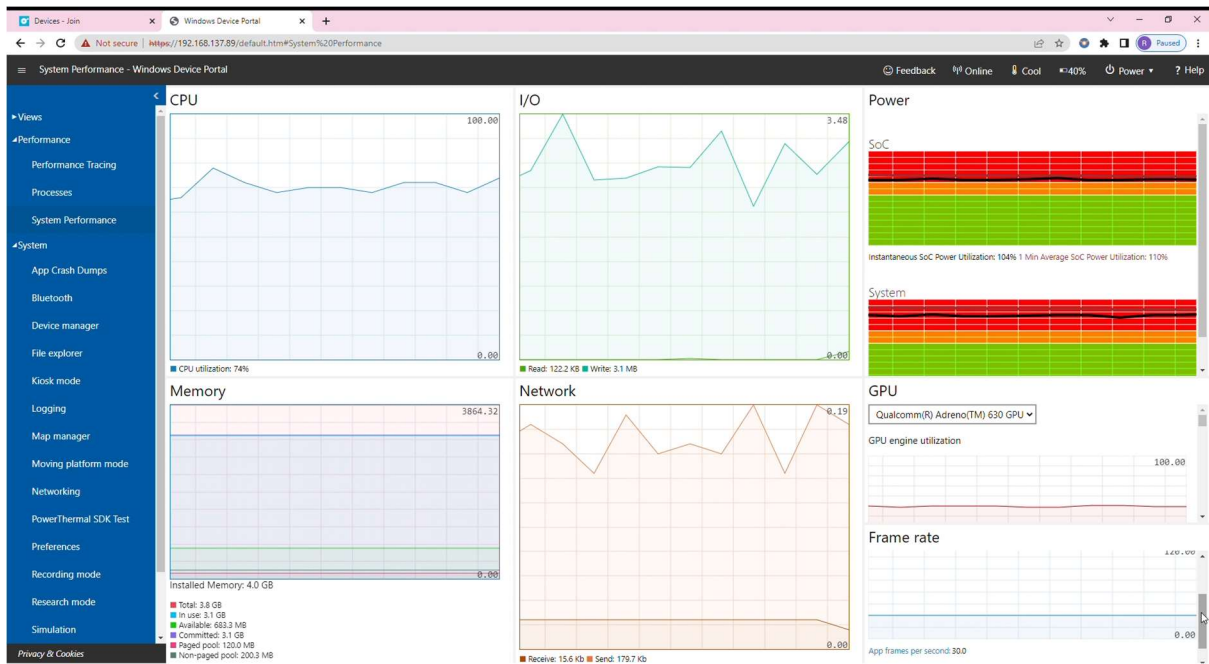 Devices - Join
Windows Device Portal
Not secure
https://192.168.137.89/default.htm#System%20Performance
R Paused
System Performance - Windows Device Portal
Feedback
Online
Cool
40%
Power
? Help
Views
Performance
Performance Tracing
Processes
System Performance
System
App Crash Dumps
Bluetooth
Device manager
File explorer
Kiosk mode
Logging
Map manager
Moving platform mode
Networking
PowerThermal SDK Test
Preferences
Recording mode
Research mode
Simulation
Privacy & Cookies
CPU
100.00
0.00
CPU utilization: 74%
I/O
3.48
0.00
Read: 122.2 KB Write: 3.1 MB
Power
SoC
Instantaneous SoC Power Utilization: 104% 1 Min Average SoC Power Utilization: 110%
System
Memory
3864.32
0.00
Installed Memory: 4.0 GB
Total: 3.8 GB
In use: 3.1 GB
Available: 683.3 MB
Committed: 3.1 GB
Paged pool: 120.0 MB
Non-paged pool: 200.3 MB
Network
0.19
0.00
Receive: 15.6 Kb Send: 179.7 Kb
GPU
Qualcomm(R) Adreno(TM) 630 GPU
GPU engine utilization
100.00
Frame rate
120.00
0.00
App frames per second: 30.0